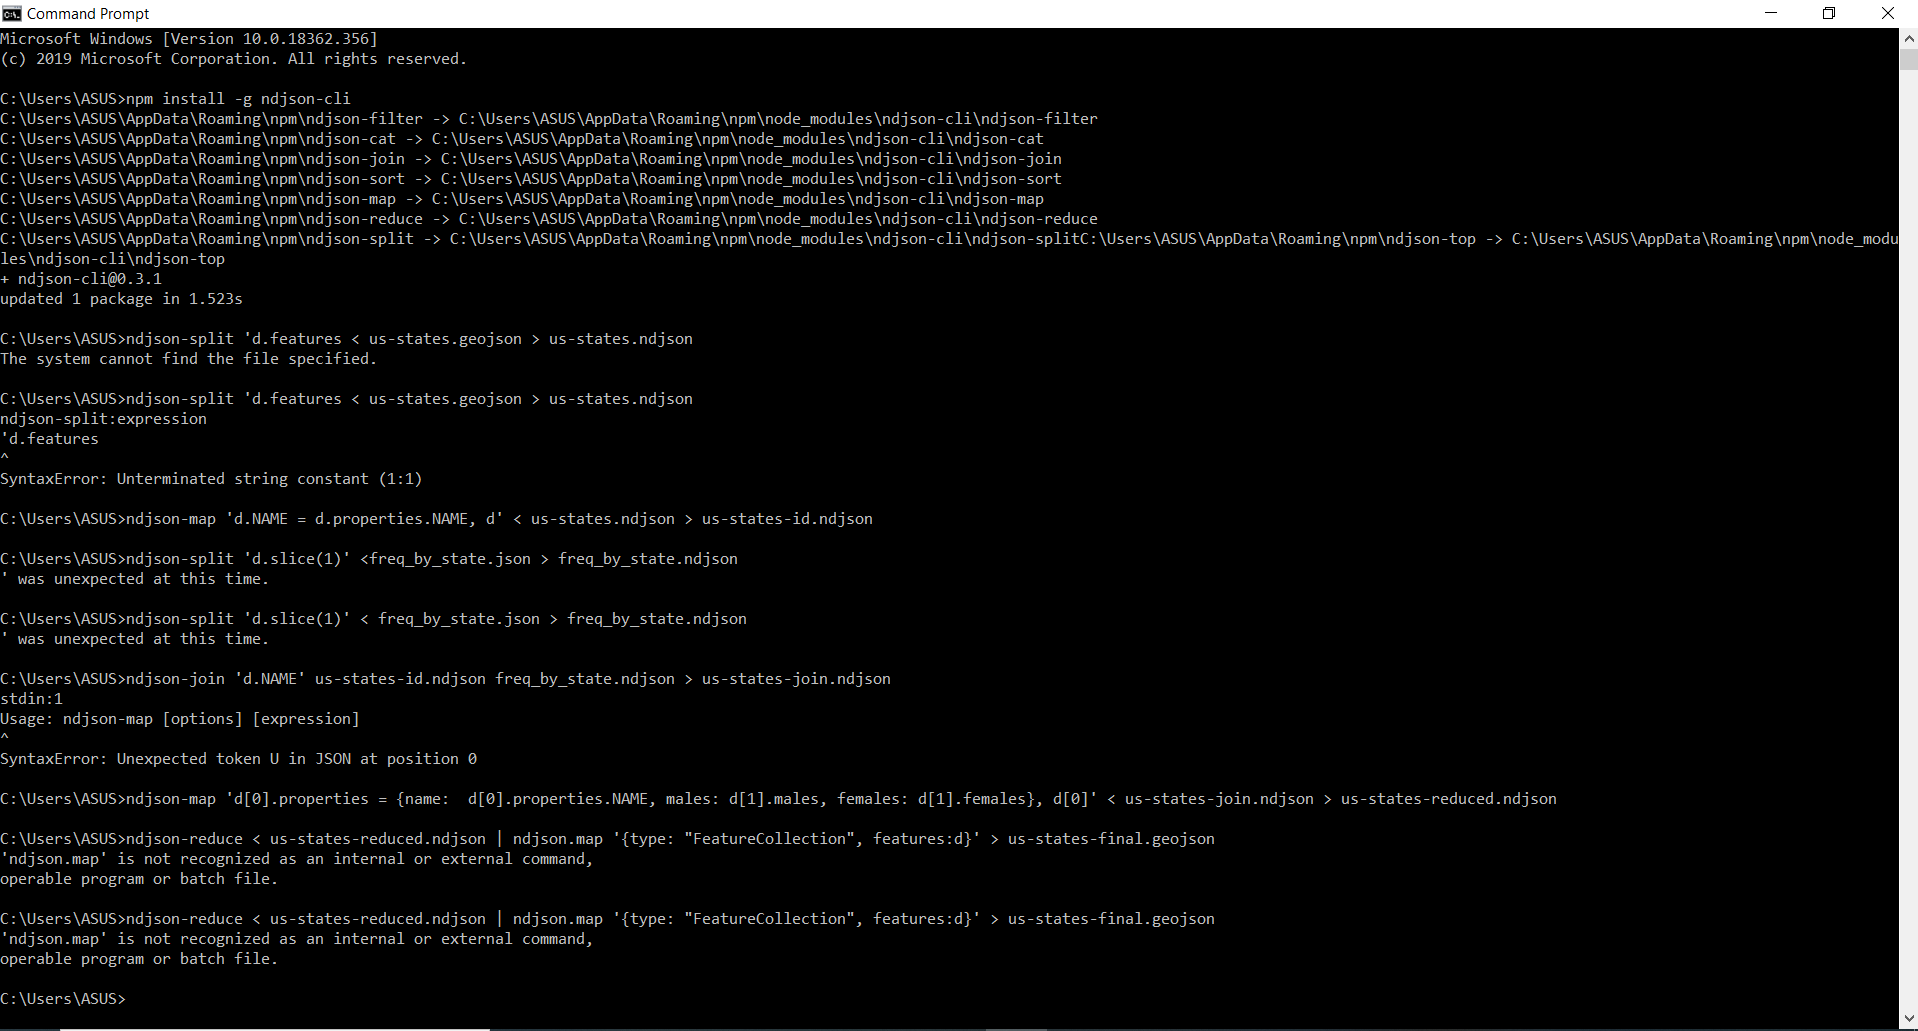 Command Prompt
Microsoft Windows [Version 10.0.18362.356]
(c) 2019 Microsoft Corporation. All rights reserved.
C:\Users\ASUS>npm install -g ndjson-cli
C:\Users\ASUS\AppData\Roaming\npm\ndjson-filter -> C:\Users\ASUS\AppData\Roaming\npm\node_modules\ndjson-cli\ndjson-filter
C:\Users\ASUS\AppData\Roaming\npm\ndjson-cat -> C:\Users\ASUS\AppData\Roaming\npm\node_modules\ndjson-cli\ndjson-cat
C:\Users\ASUS\AppData\Roaming\npm\ndjson-join -> C:\Users\ASUS\AppData\Roaming\npm\node_modules\ndjson-cli\ndjson-join
C:\Users\ASUS\AppData\Roaming\npm\ndjson-sort -> C:\Users\ASUS\AppData\Roaming\npm\node_modules\ndjson-cli\ndjson-sort
C:\Users\ASUS\AppData\Roaming\npm\ndjson-map -> C:\Users\ASUS\AppData\Roaming\npm\node_modules\ndjson-cli\ndjson-map
C:\Users\ASUS\AppData\Roaming\npm\ndjson-reduce -> C:\Users\ASUS\AppData\Roaming\npm\node_modules\ndjson-cli\ndjson-reduce
C:\Users\ASUS\AppData\Roaming\npm\ndjson-split -> C:\Users\ASUS\AppData\Roaming\npm\node_modules\ndjson-cli\ndjson-splitC:\Users\ASUS\AppData\Roaming\npm\ndjson-top -> C:\Users\ASUS\AppData\Roaming\npm\node_modu
les\ndjson-cli\ndjson-top
+ ndjson-cli@0.3.1
updated 1 package in 1.523s
C:\Users\ASUS>ndjson-split 'd.features < us-states.geojson > us-states.ndjson
The system cannot find the file specified.
C:\Users\ASUS>ndjson-split 'd.features < us-states.geojson > us-states.ndjson
ndjson-split:expression
'd.features
^
SyntaxError: Unterminated string constant (1:1)
C:\Users\ASUS>ndjson-map 'd.NAME = d.properties.NAME, d' < us-states.ndjson > us-states-id.ndjson
C:\Users\ASUS>ndjson-split 'd.slice(1)' <freq_by_state.json > freq_by_state.ndjson
' was unexpected at this time.
C:\Users\ASUS>ndjson-split 'd.slice(1)' < freq_by_state.json > freq_by_state.ndjson
' was unexpected at this time.
C:\Users\ASUS>ndjson-join 'd.NAME' us-states-id.ndjson freq_by_state.ndjson > us-states-join.ndjson
stdin:1
Usage: ndjson-map [options] [expression]
^
SyntaxError: Unexpected token U in JSON at position 0
C:\Users\ASUS>ndjson-map 'd[0].properties = {name:  d[0].properties.NAME, males: d[1].males, females: d[1].females}, d[0]' < us-states-join.ndjson > us-states-reduced.ndjson
C:\Users\ASUS>ndjson-reduce < us-states-reduced.ndjson | ndjson.map '{type: "FeatureCollection", features:d}' > us-states-final.geojson
'ndjson.map' is not recognized as an internal or external command,
operable program or batch file.
C:\Users\ASUS>ndjson-reduce < us-states-reduced.ndjson | ndjson.map '{type: "FeatureCollection", features:d}' > us-states-final.geojson
'ndjson.map' is not recognized as an internal or external command,
operable program or batch file.
C:\Users\ASUS>